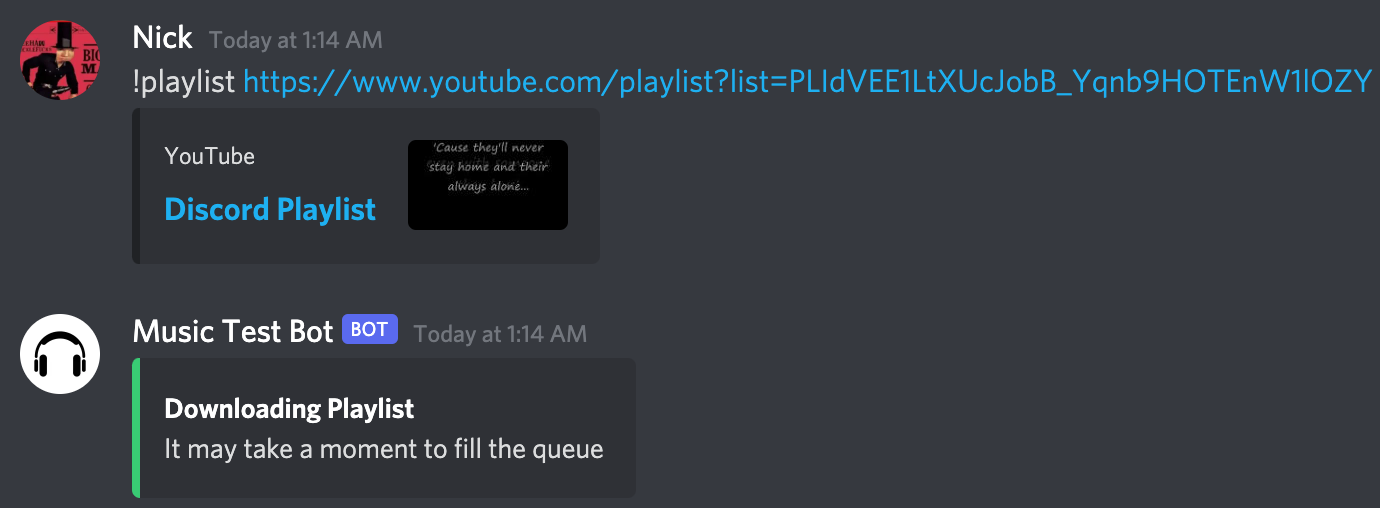 Nick Today at 1:14 AM
!playlist https://www.youtube.com/playlist?list=PLldVEE1LtXUcJobB_Yqnb9HOTEnW1lOZY
YouTube
Discord Playlist
'Cause they'll never
stay home and their
always alone...
Music Test Bot BOT Today at 1:14 AM
Downloading Playlist
It may take a moment to fill the queue